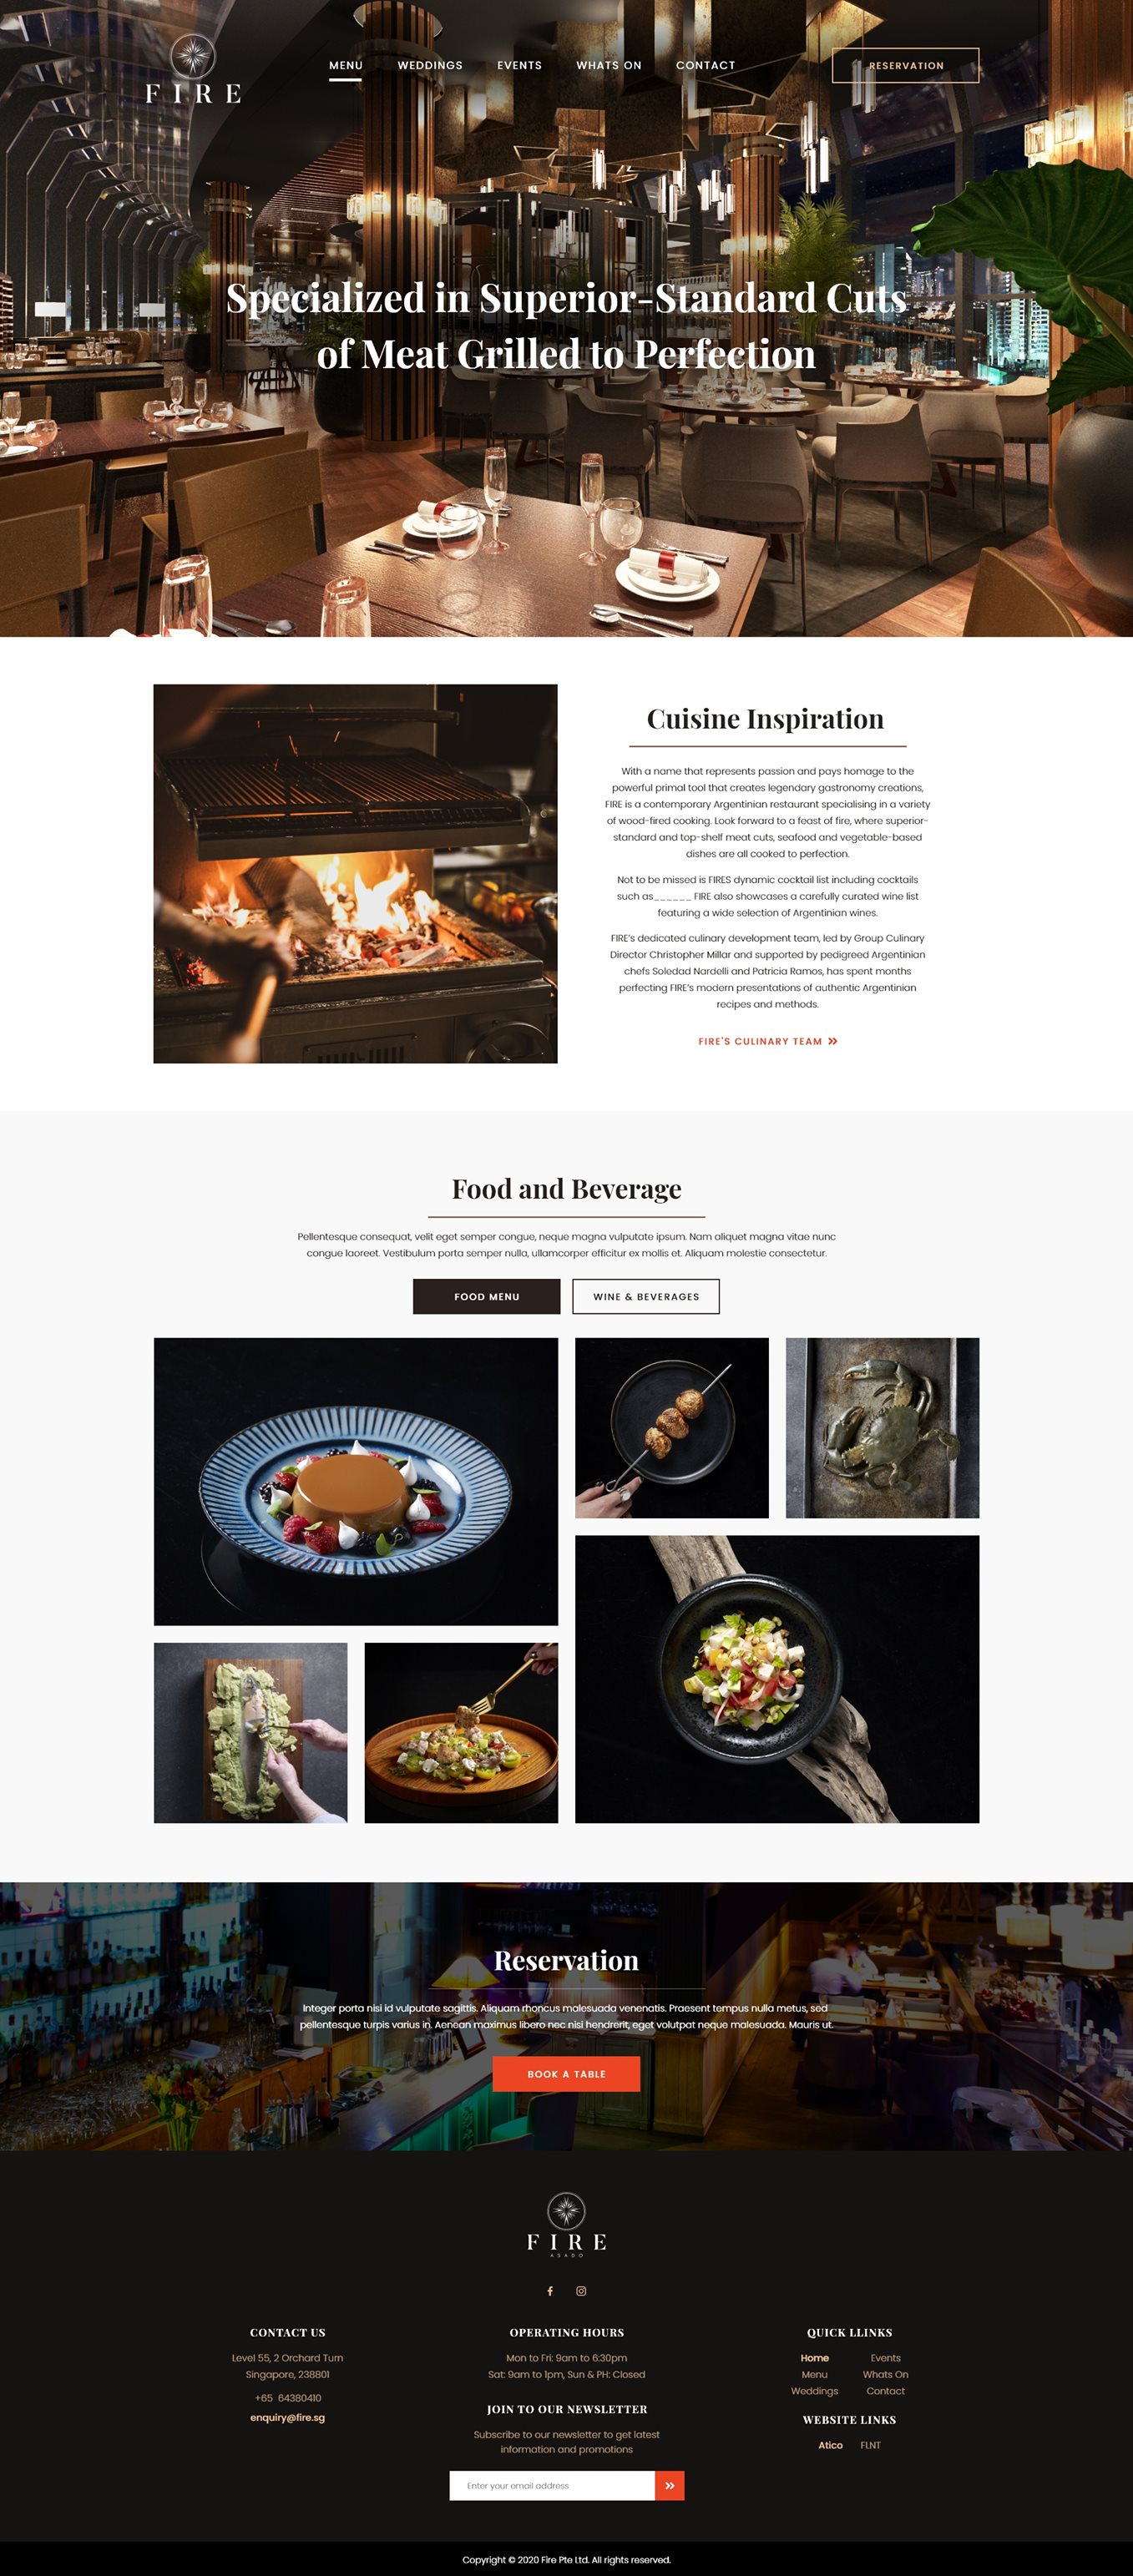 FIRE
MENU WEDDINGS EVENTS WHATS ON CONTACT
RESERVATION
Specialized in Superior-Standard Cuts
of Meat Grilled to Perfection
Cuisine Inspiration
With a name that represents passion and pays homage to the
powerful primal tool that creates legendary gastronomy creations,
FIRE is a contemporary Argentinian restaurant specialising in a variety
of wood-fired cooking. Look forward to a feast of fire, where superior-
standard and top-shelf meat cuts, seafood and vegetable-based
dishes are all cooked to perfection.
Not to be missed is FIRES dynamic cocktail list including cocktails
such as______ FIRE also showcases a carefully curated wine list
featuring a wide selection of Argentinian wines.
FIRE's dedicated culinary development team, led by Group Culinary
Director Christopher Millar and supported by pedigreed Argentinian
chefs Soledad Nardelli and Patricia Ramos, has spent months
perfecting FIRE's modern presentations of authentic Argentinian
recipes and methods.
FIRE'S CULINARY TEAM »
Food and Beverage
Pellentesque consequat, velit eget semper congue, neque magna vulputate ipsum. Nam aliquet magna vitae nunc
congue laoreet. Vestibulum porta semper nulla, ullamcorper efficitur ex mollis et. Aliquam molestie consectetur.
FOOD MENU
WINE & BEVERAGES
Reservation
Integer porta nisi id vulputate sagittis. Aliquam rhoncus malesuada venenatis. Praesent tempus nulla metus, sed
pellentesque turpis varius in. Aenean maximus libero nec nisi hendrerit, eget volutpat neque malesuada. Mauris ut.
BOOK A TABLE
FIRE
ASADO
CONTACT US
Level 55, 2 Orchard Turn
Singapore, 238801
+65 64380410
enquiry@fire.sg
OPERATING HOURS
Mon to Fri: 9am to 6:30pm
Sat: 9am to 1pm, Sun & PH: Closed
JOIN TO OUR NEWSLETTER
Subscribe to our newsletter to get latest
information and promotions
Enter your email address »
QUICK LLINKS
Home Events
Menu Whats On
Weddings Contact
WEBSITE LINKS
Atico FLNT
Copyright © 2020 Fire Pte Ltd. All rights reserved.